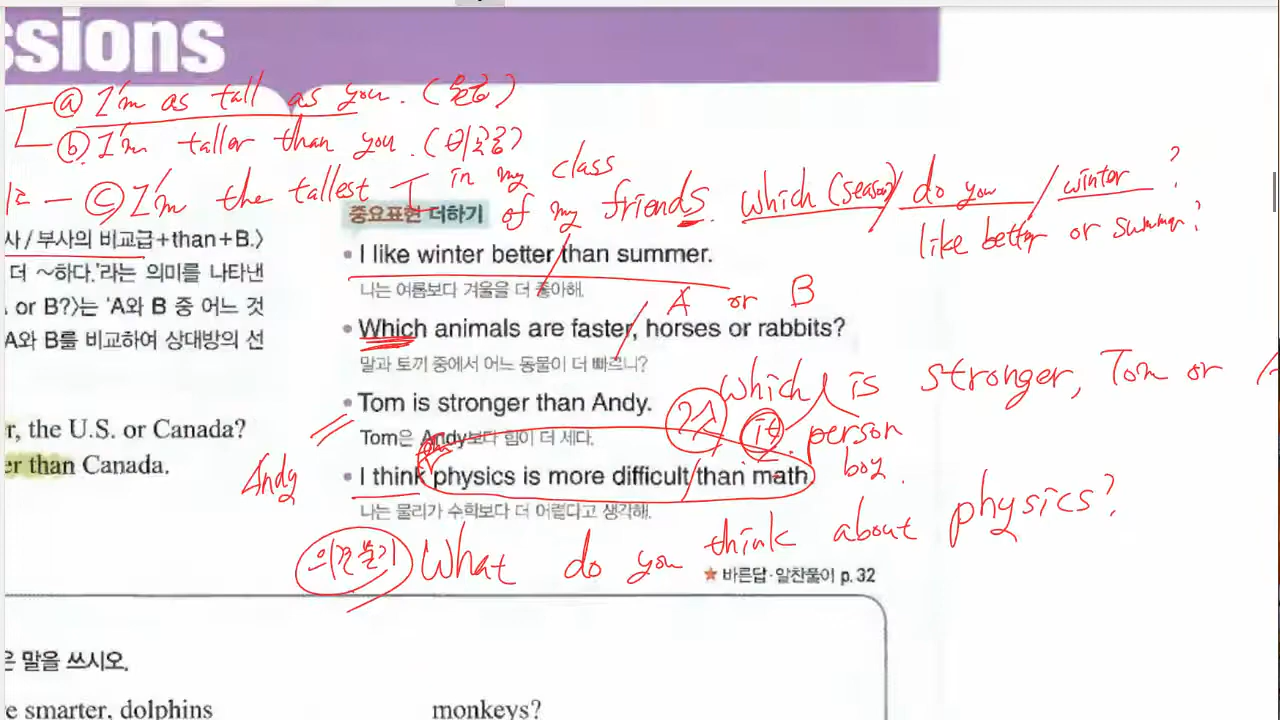 ssions
ⓐ I'm as tall as you. (원급)
ⓑ I'm taller than you. (비교급)
ⓒ I'm the tallest in my class
of my friends.
which (season) / do you / winter ?
like better or summer?
중요표현 더하기
사/부사의 비교급+than+B.〉
더 ~하다.'라는 의미를 나타낸
or B?〉는 'A와 B 중 어느 것
A와 B를 비교하여 상대방의 선
• I like winter better than summer.
나는 여름보다 겨울을 더 좋아해.
A or B
• Which animals are faster, horses or rabbits?
말과 토끼 중에서 어느 동물이 더 빠르니?
which is stronger, Tom or A
r, the U.S. or Canada?
er than Canada.
• Tom is stronger than Andy.
Tom은 Andy보다 힘이 더 세다.
it person
boy.
Andy
• I think physics is more difficult than math.
나는 물리가 수학보다 더 어렵다고 생각해.
의견묻기 What do you think about physics?
★ 바른답·알찬풀이 p. 32
은 말을 쓰시오.
e smarter, dolphins monkeys?